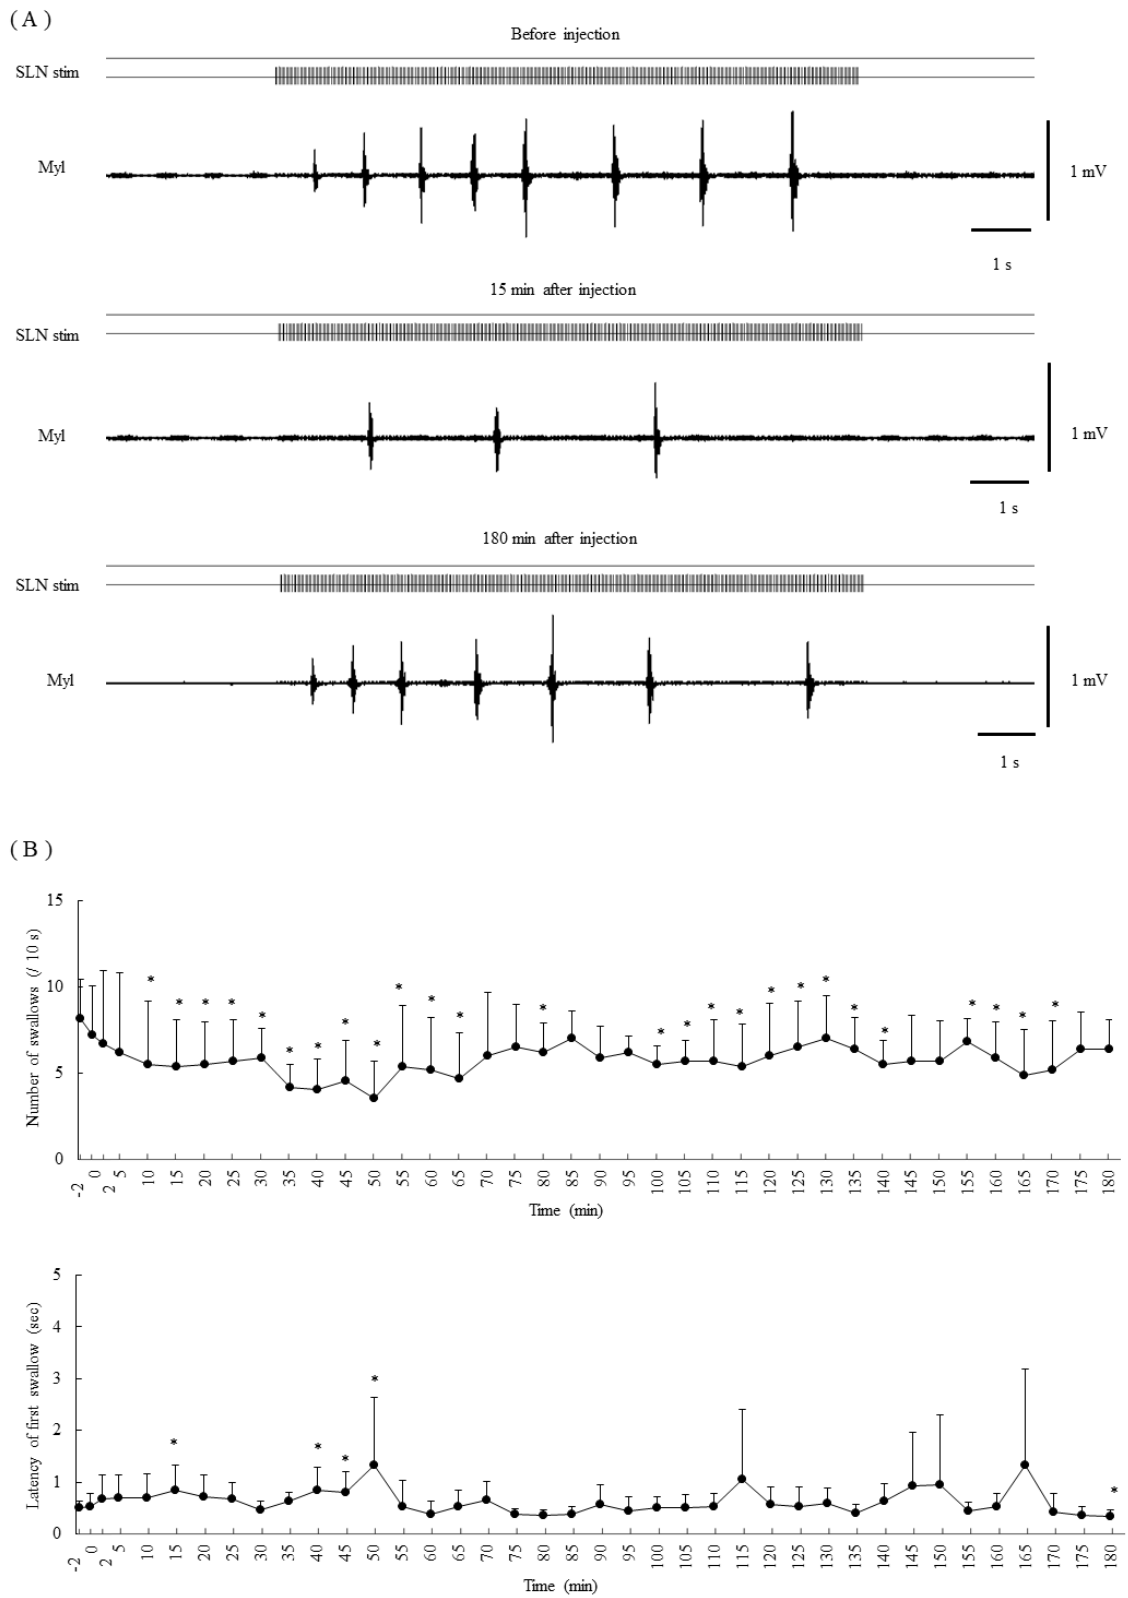 ( A )
Before injection
SLN stim
Myl
1 mV
1 s
15 min after injection
SLN stim
Myl
1 mV
1 s
180 min after injection
SLN stim
Myl
1 mV
1 s
( B )
Number of swallows (/ 10 s)
15
10
5
0
* * * * * * * * * * * * * * * * * * * * * * * * * * *
-2 0 2 5 10 15 20 25 30 35 40 45 50 55 60 65 70 75 80 85 90 95 100 105 110 115 120 125 130 135 140 145 150 155 160 165 170 175 180
Time (min)
Latency of first swallow (sec)
5
4
3
2
1
0
* * * * *
-2 0 2 5 10 15 20 25 30 35 40 45 50 55 60 65 70 75 80 85 90 95 100 105 110 115 120 125 130 135 140 145 150 155 160 165 170 175 180
Time (min)